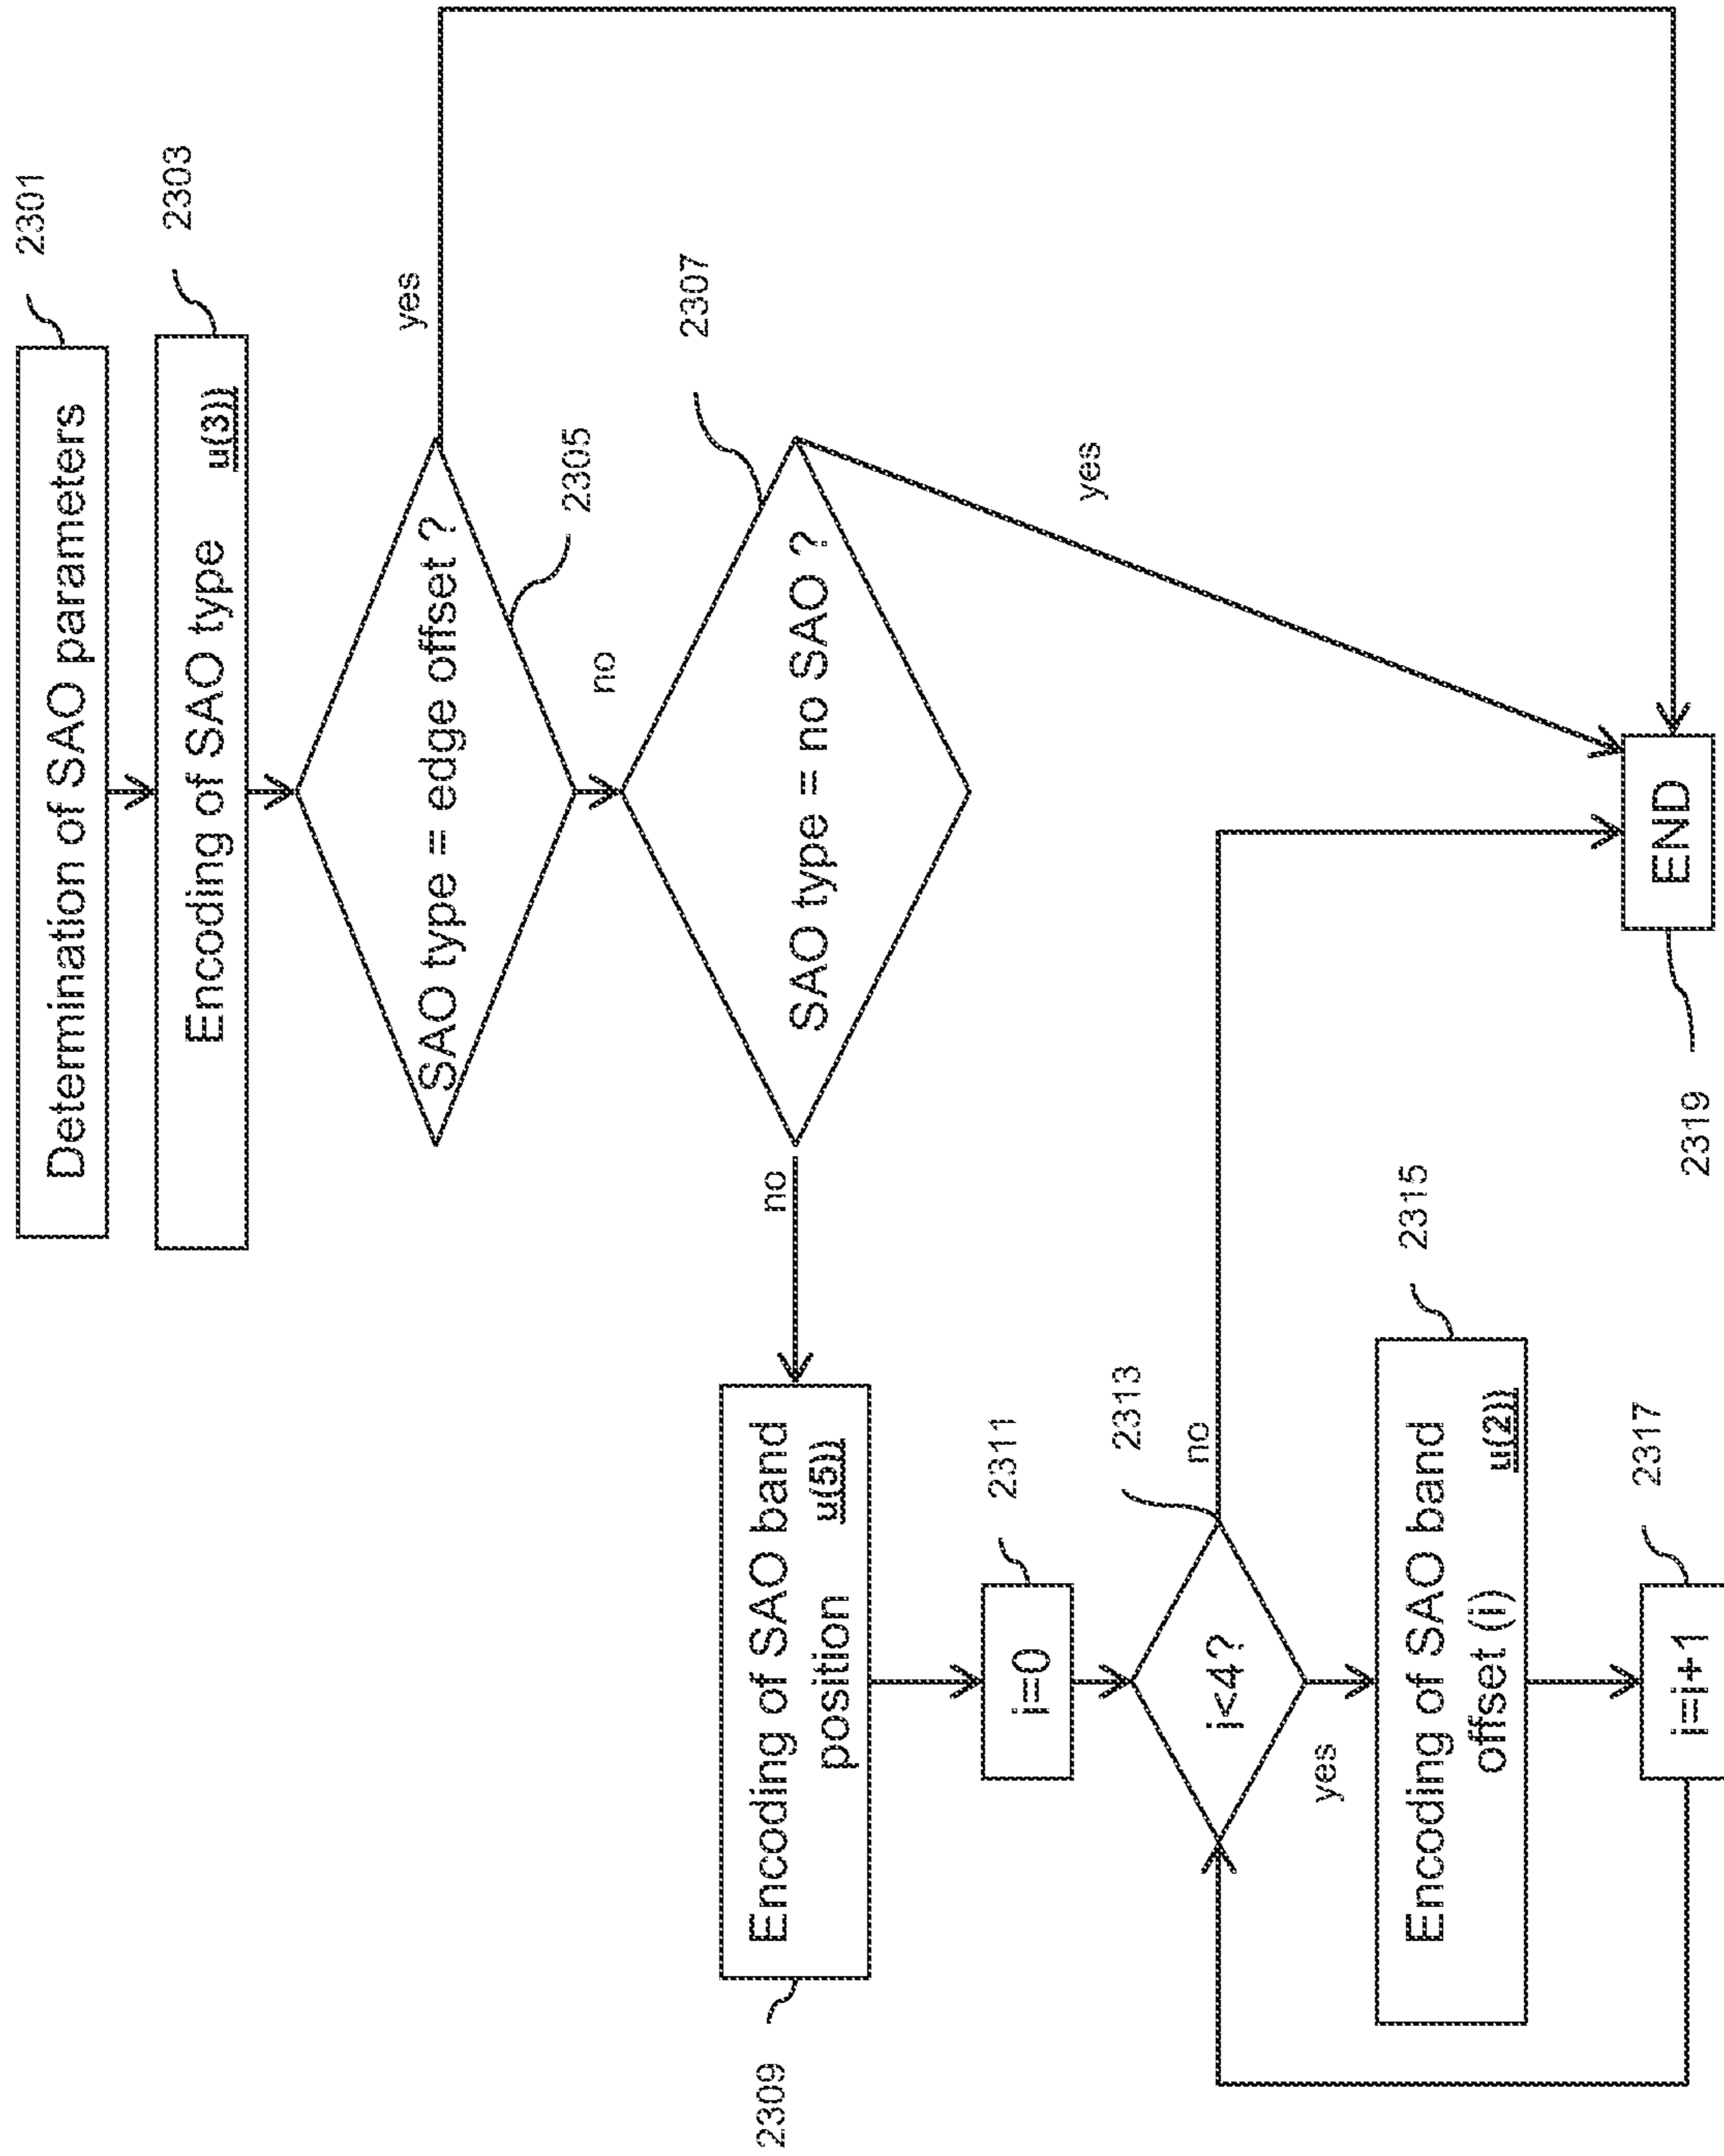 2301
Determination of SAO parameters
2303
Encoding of SAO type u(3))
SAO type = edge offset ?
yes
2305
no
2307
SAO type = no SAO ?
yes
no
2309
Encoding of SAO band
position u(5))
2311
i=0
2313
i<4?
no
yes
2315
Encoding of SAO band
offset (i) u(2))
2317
i=i+1
END
2319